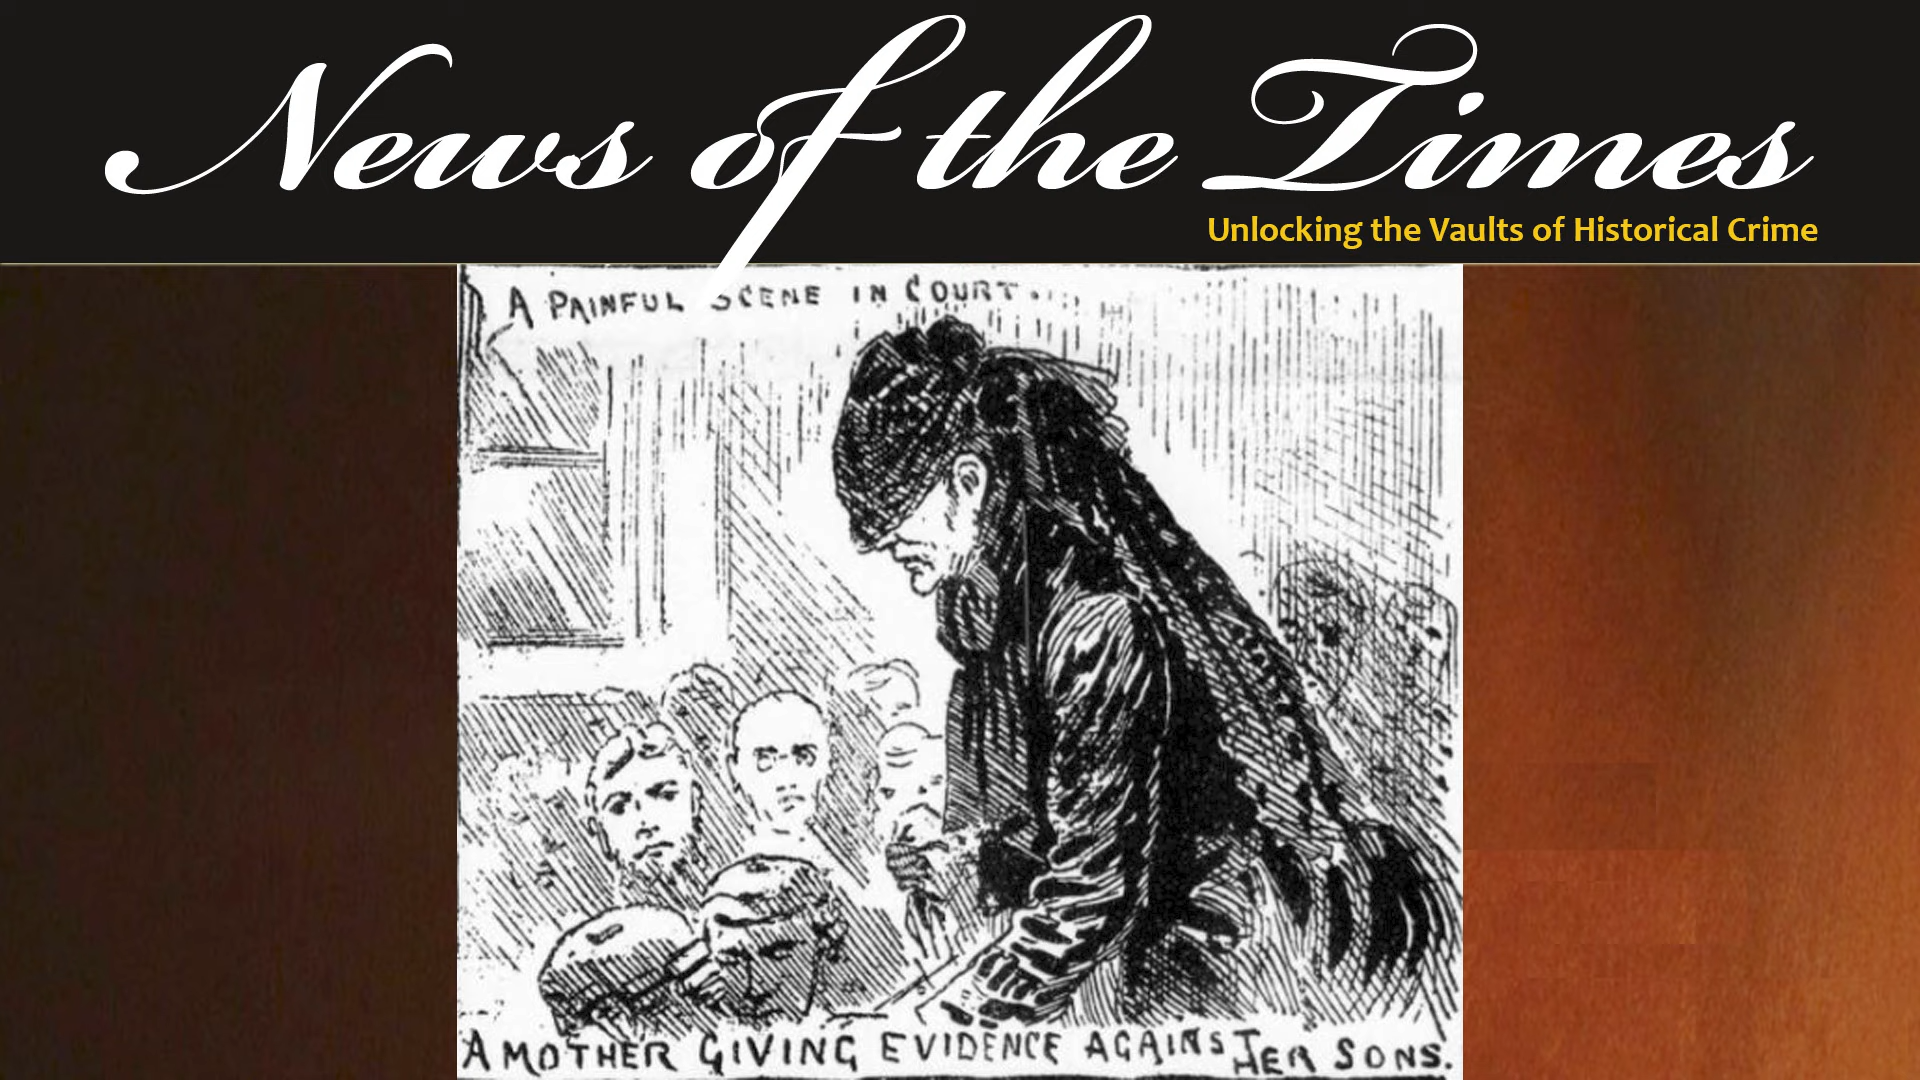 News of the Times
Unlocking the Vaults of Historical Crime
A PAINFUL SCENE IN COURT...
A MOTHER GIVING EVIDENCE AGAINST HER SONS.